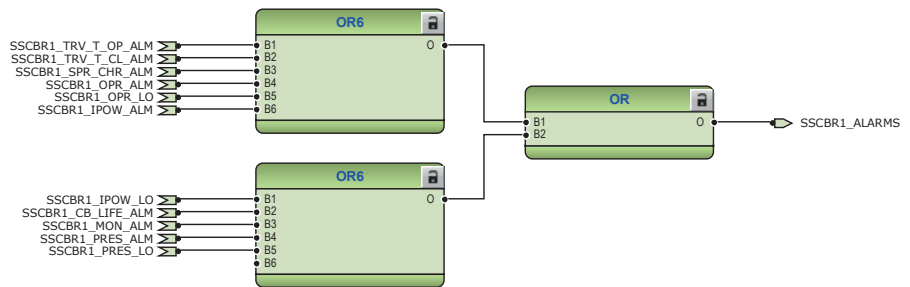 OR6
SSCBR1_TRV_T_OP_ALM B1 O
SSCBR1_TRV_T_CL_ALM B2
SSCBR1_SPR_CHR_ALM B3
SSCBR1_OPR_ALM B4
SSCBR1_OPR_LO B5
SSCBR1_IPOW_ALM B6
OR
B1 O SSCBR1_ALARMS
B2
OR6
SSCBR1_IPOW_LO B1 O
SSCBR1_CB_LIFE_ALM B2
SSCBR1_MON_ALM B3
SSCBR1_PRES_ALM B4
SSCBR1_PRES_LO B5
B6